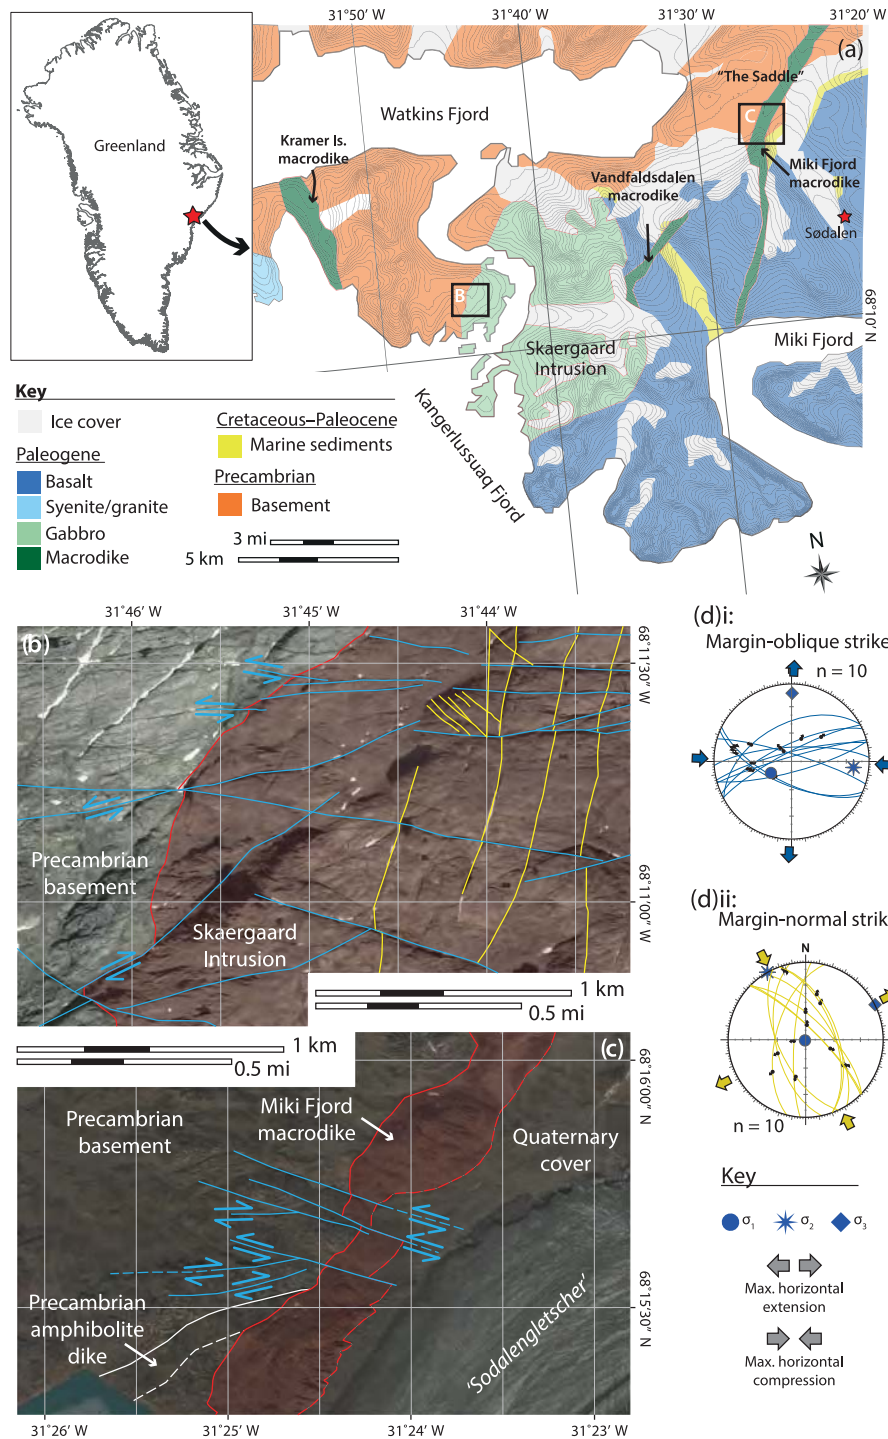 31°50′ W
31°40′ W
31°30′ W
31°20′ W
(a)
Greenland
Watkins Fjord
"The Saddle"
C
Kramer Is.
macrodike
Vandfaldsdalen
macrodike
Miki Fjord
macrodike
Sødalen
B
68°10′ N
Skaergaard
Intrusion
Miki Fjord
Kangerlussuaq Fjord
N
Key
Ice cover
Paleogene
Basalt
Syenite/granite
Gabbro
Macrodike
Cretaceous–Paleocene
Marine sediments
Precambrian
Basement
3 mi
5 km
31°46′ W
31°45′ W
31°44′ W
(b)
68°11′30″ W
Precambrian
basement
Skaergaard
Intrusion
68°11′00″ W
1 km
0.5 mi
(d)i:
Margin-oblique strike
n = 10
(d)ii:
Margin-normal strik
N
n = 10
1 km
0.5 mi
(c)
68°16′00″ N
Precambrian
basement
Miki Fjord
macrodike
Quaternary
cover
Precambrian
amphibolite
dike
'Sodalengletscher'
68°15′30″ N
31°26′ W
31°25′ W
31°24′ W
31°23′ W
Key
σ1
σ2
σ3
Max. horizontal
extension
Max. horizontal
compression